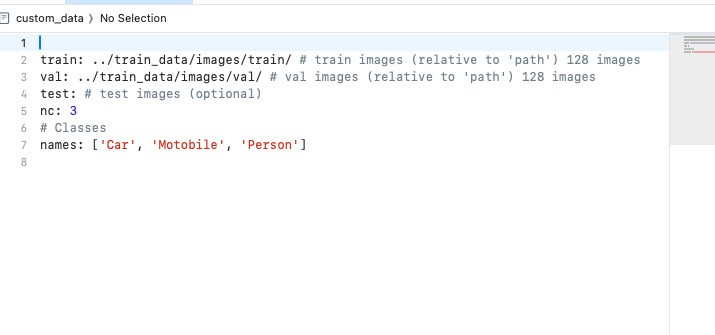 custom_data 〉 No Selection
1
2 train: ../train_data/images/train/ # train images (relative to 'path') 128 images
3 val: ../train_data/images/val/ # val images (relative to 'path') 128 images
4 test: # test images (optional)
5 nc: 3
6 # Classes
7 names: ['Car', 'Motobile', 'Person']
8